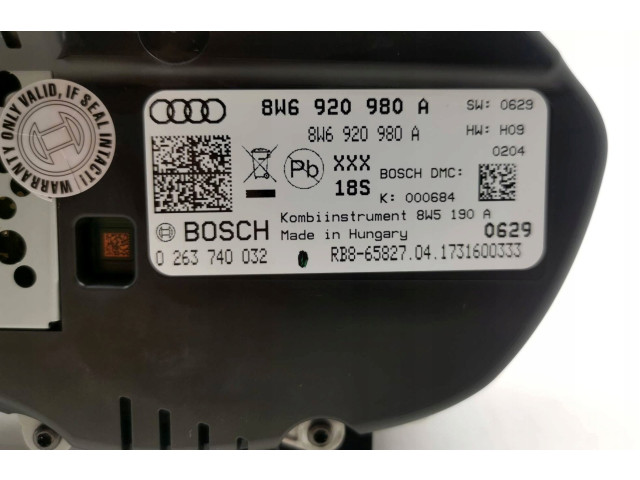 8W6 920 980 A
SW: 0629
8W6 920 980 A
HW: H09
0204
Pb
XXX
18S
BOSCH DMC:
K: 000684
BOSCH
Kombiinstrument 8W5 190 A
Made in Hungary
0629
0 263 740 032
RB8-65827.04.1731600333
WARRANTY ONLY VALID, IF SEAL INTACT!